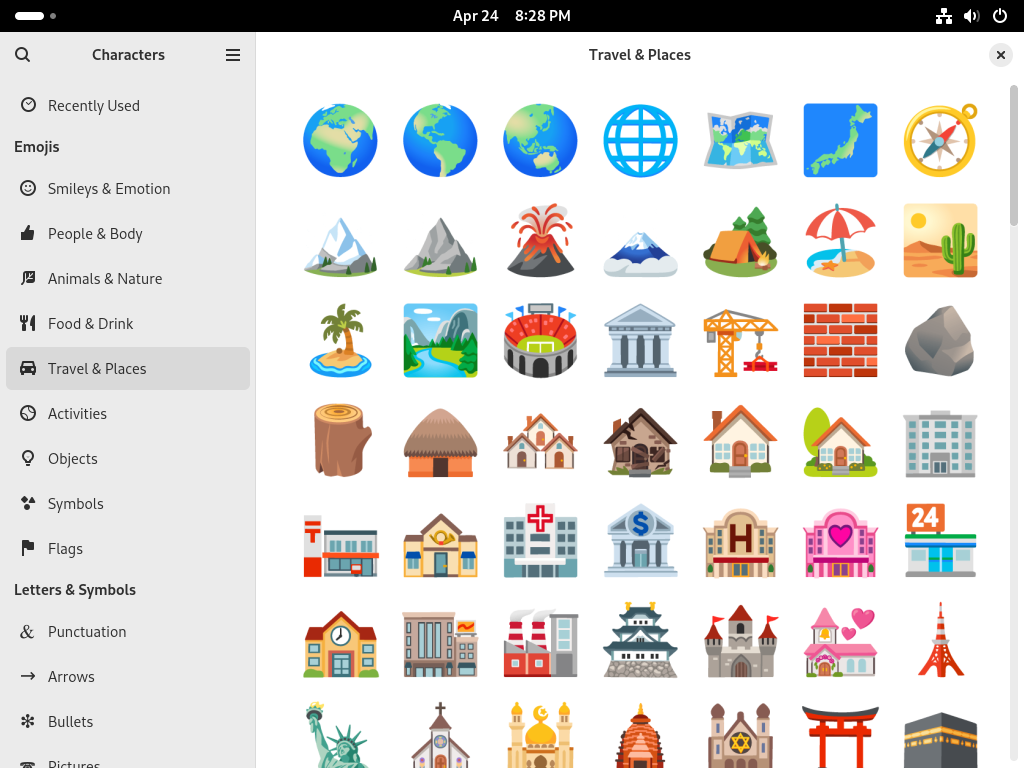 Apr 24 8:28 PM
Characters
Travel & Places
Recently Used
Emojis
Smileys & Emotion
People & Body
Animals & Nature
Food & Drink
Travel & Places
Activities
Objects
Symbols
Flags
Letters & Symbols
& Punctuation
Arrows
Bullets
Pictures
$
H
24